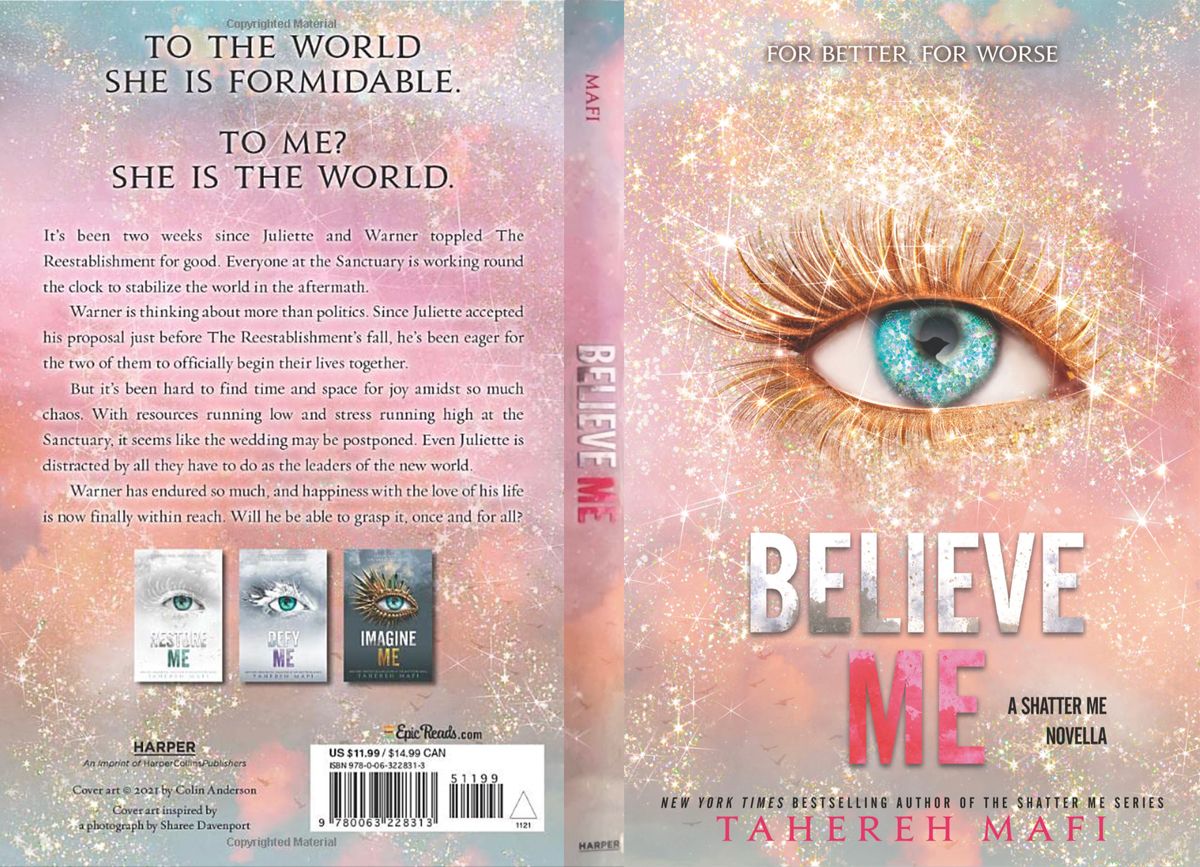 Copyrighted Material
TO THE WORLD
SHE IS FORMIDABLE.
TO ME?
SHE IS THE WORLD.
It's been two weeks since Juliette and Warner toppled The
Reestablishment for good. Everyone at the Sanctuary is working round
the clock to stabilize the world in the aftermath.
Warner is thinking about more than politics. Since Juliette accepted
his proposal just before The Reestablishment's fall, he's been eager for
the two of them to officially begin their lives together.
But it's been hard to find time and space for joy amidst so much
chaos. With resources running low and stress running high at the
Sanctuary, it seems like the wedding may be postponed. Even Juliette is
distracted by all they have to do as the leaders of the new world.
Warner has endured so much, and happiness with the love of his life
is now finally within reach. Will he be able to grasp it, once and for all?
RESTORE
ME
TAHEREH MAFI
DEFY
ME
TAHEREH MAFI
IMAGINE
ME
TAHEREH MAFI
HARPER
An Imprint of HarperCollinsPublishers
Cover art © 2021 by Colin Anderson
Cover art inspired by
a photograph by Sharee Davenport
EpicReads.com
US $11.99 / $14.99 CAN
ISBN 978-0-06-322831-3
51199
9 780063 228313
1121
Copyrighted Material
MAFI
BELIEVE ME
HARPER
FOR BETTER, FOR WORSE
BELIEVE
ME
A SHATTER ME
NOVELLA
NEW YORK TIMES BESTSELLING AUTHOR OF THE SHATTER ME SERIES
TAHEREH MAFI